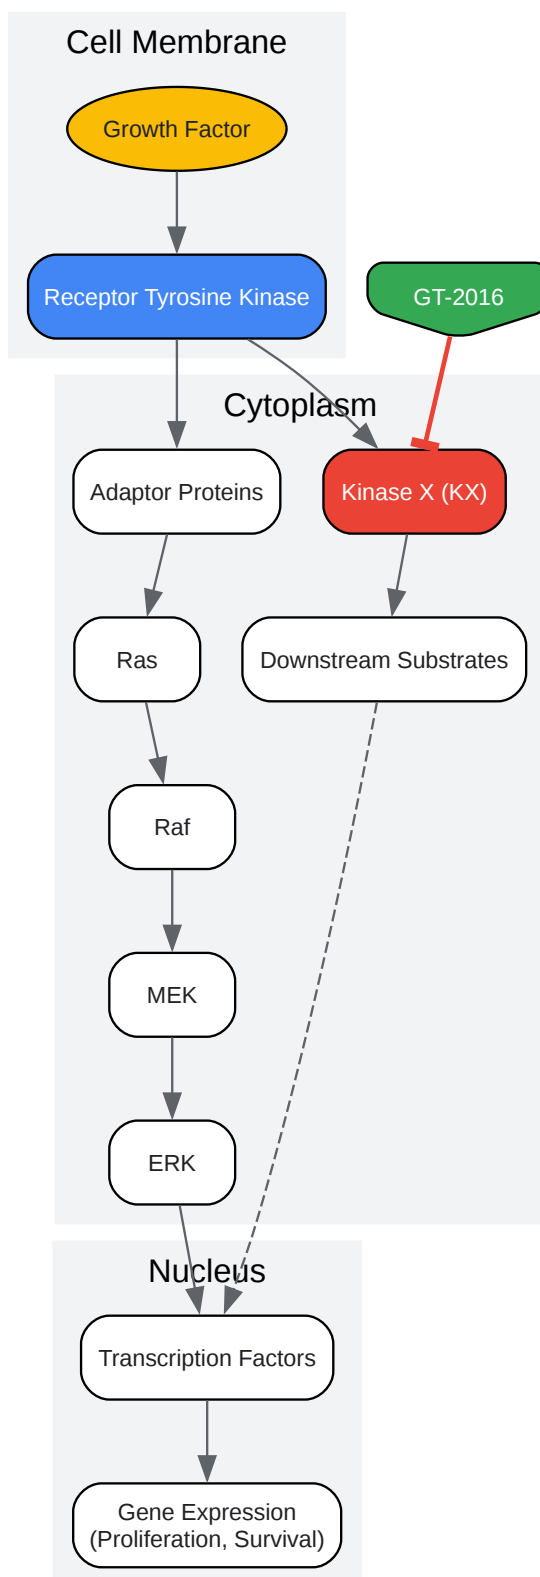 Cell Membrane
Growth Factor
Receptor Tyrosine Kinase
GT-2016
Cytoplasm
Adaptor Proteins
Kinase X (KX)
Ras
Downstream Substrates
Raf
MEK
ERK
Nucleus
Transcription Factors
Gene Expression
(Proliferation, Survival)